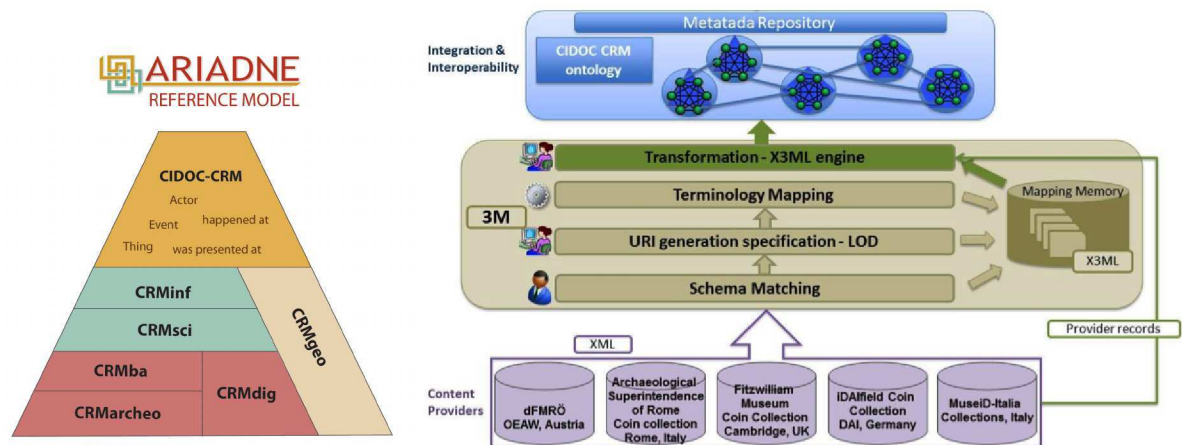 ARIADNE
REFERENCE MODEL
CIDOC-CRM
Actor
Event
happened at
Thing
was presented at
CRMinf
CRMsci
CRMgeo
CRMba
CRMdig
CRMarcheo
Metatada Repository
Integration &
Interoperability
CIDOC CRM
ontology
Transformation - X3ML engine
Terminology Mapping
Mapping Memory
3M
URI generation specification - LOD
X3ML
Schema Matching
Provider records
XML
Content
Providers
dFMRÖ
OEAW, Austria
Archaeological
Superintendence
of Rome
Coin collection
Rome, Italy
Fitzwilliam
Museum
Coin Collection
Cambridge, UK
iDAIfield Coin
Collection
DAI, Germany
MuseiD-Italia
Collections, Italy